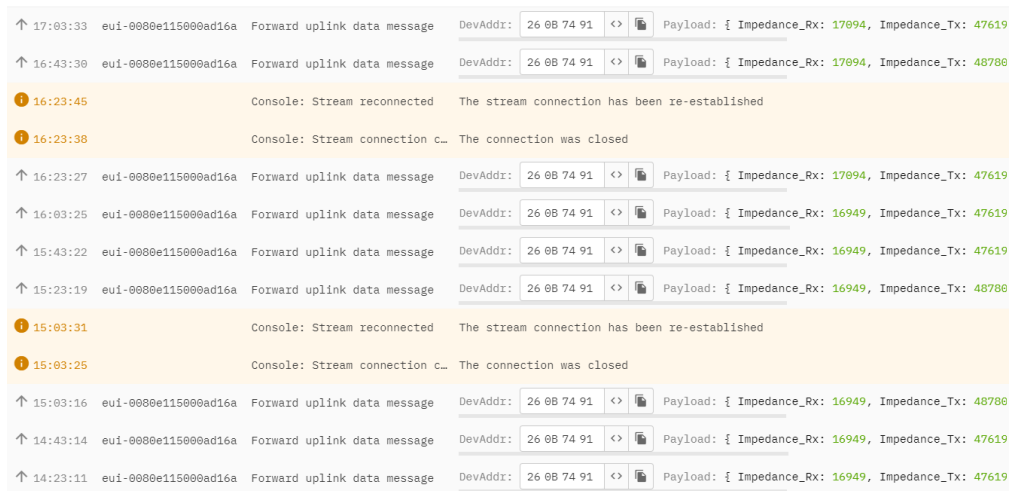 17:03:33 eui-0080e115000ad16a Forward uplink data message DevAddr: 26 0B 74 91 <> Payload: { Impedance_Rx: 17094, Impedance_Tx: 47619
16:43:30 eui-0080e115000ad16a Forward uplink data message DevAddr: 26 0B 74 91 <> Payload: { Impedance_Rx: 17094, Impedance_Tx: 48780
16:23:45 Console: Stream reconnected The stream connection has been re-established
16:23:38 Console: Stream connection c… The connection was closed
16:23:27 eui-0080e115000ad16a Forward uplink data message DevAddr: 26 0B 74 91 <> Payload: { Impedance_Rx: 17094, Impedance_Tx: 47619
16:03:25 eui-0080e115000ad16a Forward uplink data message DevAddr: 26 0B 74 91 <> Payload: { Impedance_Rx: 16949, Impedance_Tx: 47619
15:43:22 eui-0080e115000ad16a Forward uplink data message DevAddr: 26 0B 74 91 <> Payload: { Impedance_Rx: 16949, Impedance_Tx: 47619
15:23:19 eui-0080e115000ad16a Forward uplink data message DevAddr: 26 0B 74 91 <> Payload: { Impedance_Rx: 16949, Impedance_Tx: 48780
15:03:31 Console: Stream reconnected The stream connection has been re-established
15:03:25 Console: Stream connection c… The connection was closed
15:03:16 eui-0080e115000ad16a Forward uplink data message DevAddr: 26 0B 74 91 <> Payload: { Impedance_Rx: 16949, Impedance_Tx: 48780
14:43:14 eui-0080e115000ad16a Forward uplink data message DevAddr: 26 0B 74 91 <> Payload: { Impedance_Rx: 16949, Impedance_Tx: 47619
14:23:11 eui-0080e115000ad16a Forward uplink data message DevAddr: 26 0B 74 91 <> Payload: { Impedance_Rx: 16949, Impedance_Tx: 47619